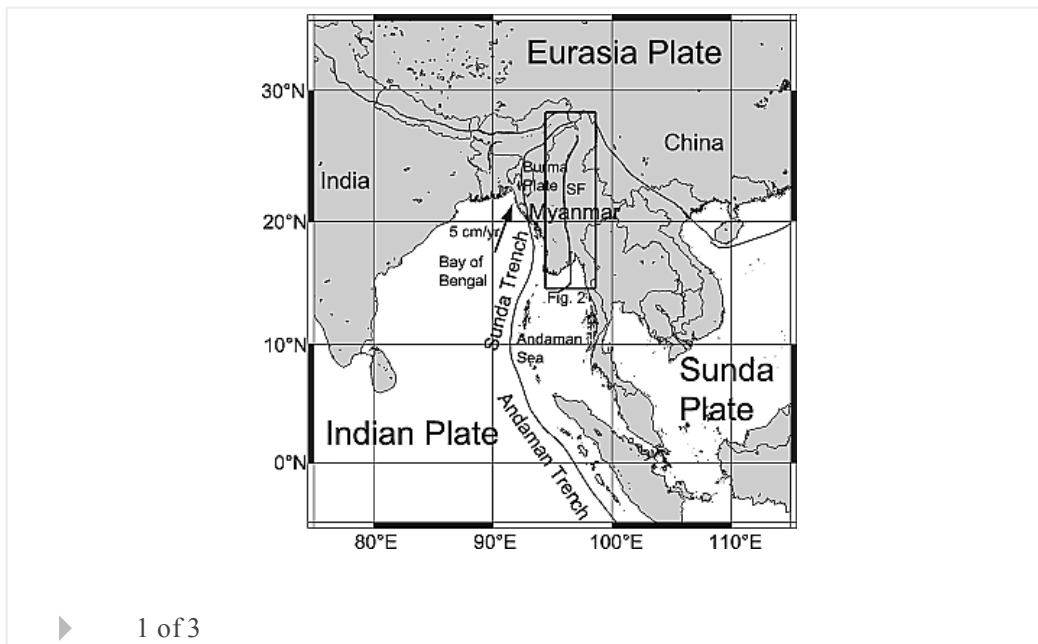 Eurasia Plate
30°N
China
India
Burma
Plate
SF
Myanmar
20°N
5 cm/yr
Bay of
Bengal
Sunda Trench
Fig. 2
10°N
Andaman
Sea
Sunda
Plate
Indian Plate
Andaman Trench
0°N
80°E 90°E 100°E 110°E
1 of 3